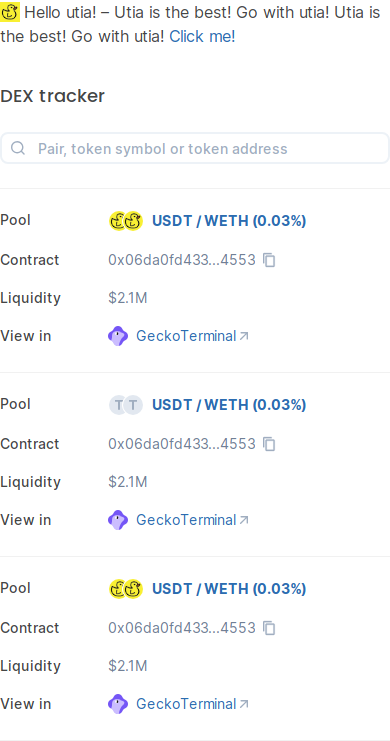 Hello utia! – Utia is the best! Go with utia! Utia is
the best! Go with utia! Click me!
DEX tracker
Pair, token symbol or token address
Pool USDT / WETH (0.03%)
Contract 0x06da0fd433...4553
Liquidity $2.1M
View in GeckoTerminal
Pool T T USDT / WETH (0.03%)
Contract 0x06da0fd433...4553
Liquidity $2.1M
View in GeckoTerminal
Pool USDT / WETH (0.03%)
Contract 0x06da0fd433...4553
Liquidity $2.1M
View in GeckoTerminal